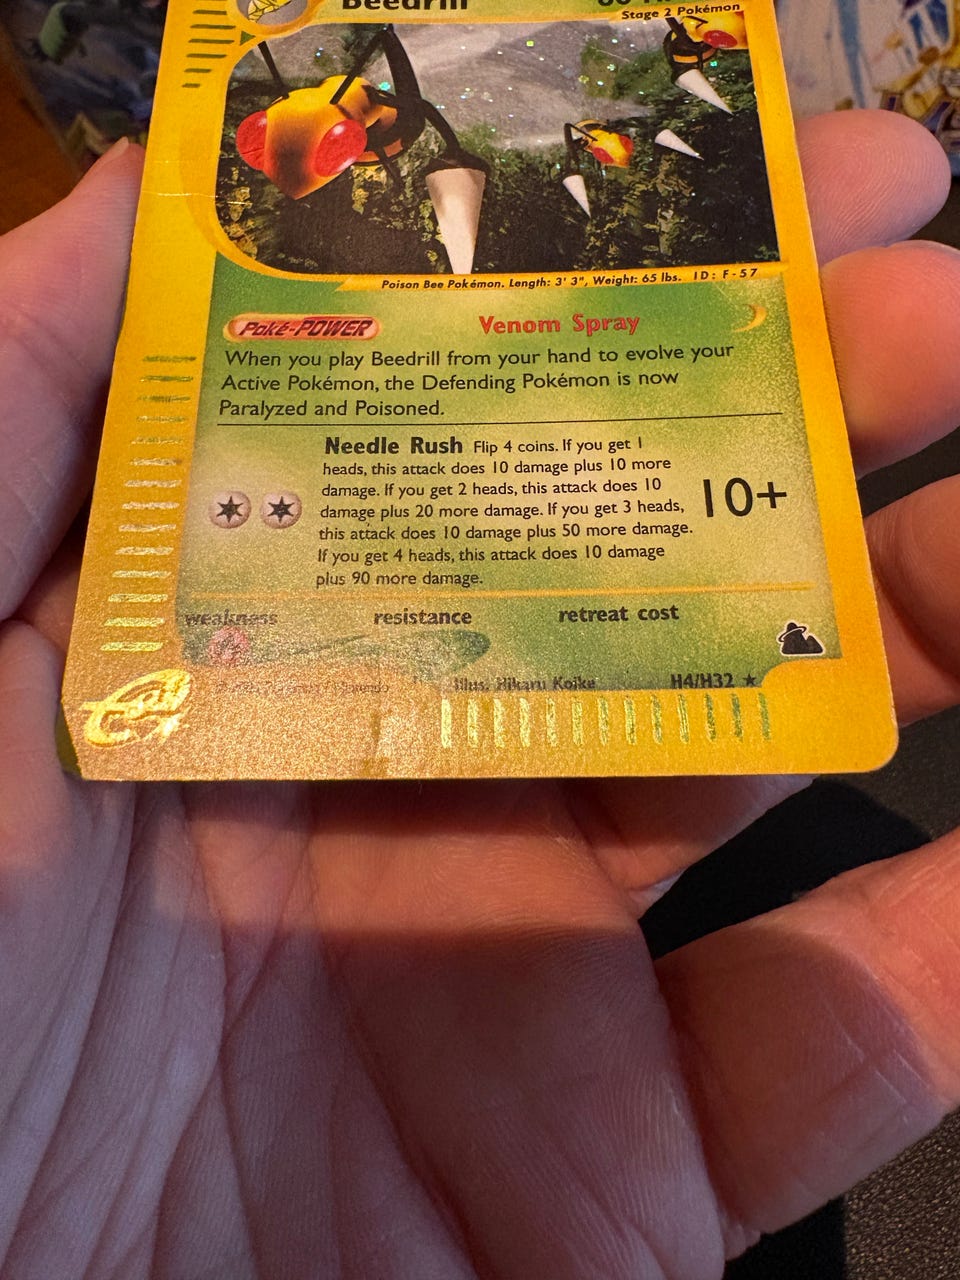 Beedrill
Stage 2 Pokémon
Poison Bee Pokémon. Length: 3' 3", Weight: 65 lbs. ID: F-57
Poké-POWER Venom Spray
When you play Beedrill from your hand to evolve your
Active Pokémon, the Defending Pokémon is now
Paralyzed and Poisoned.
Needle Rush Flip 4 coins. If you get 1
heads, this attack does 10 damage plus 10 more
damage. If you get 2 heads, this attack does 10
damage plus 20 more damage. If you get 3 heads,
this attack does 10 damage plus 50 more damage.
If you get 4 heads, this attack does 10 damage
plus 90 more damage.
10+
weakness resistance retreat cost
Illus. Hikaru Koike H4/H32 ★
e